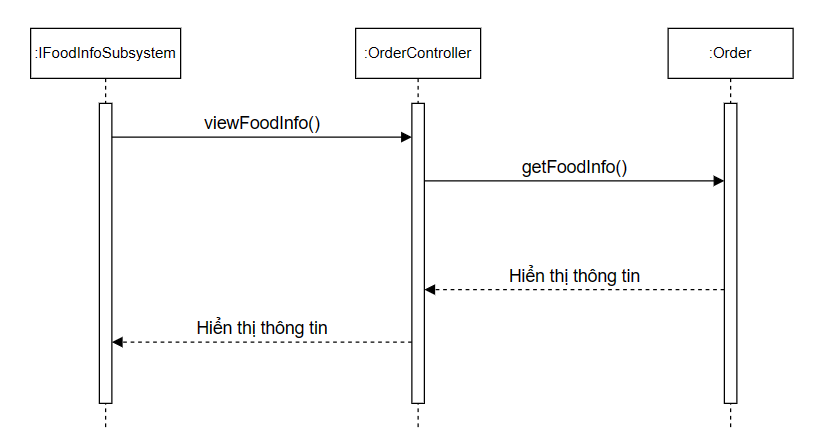 :IFoodInfoSubsystem
:OrderController
:Order
viewFoodInfo()
getFoodInfo()
Hiển thị thông tin
Hiển thị thông tin